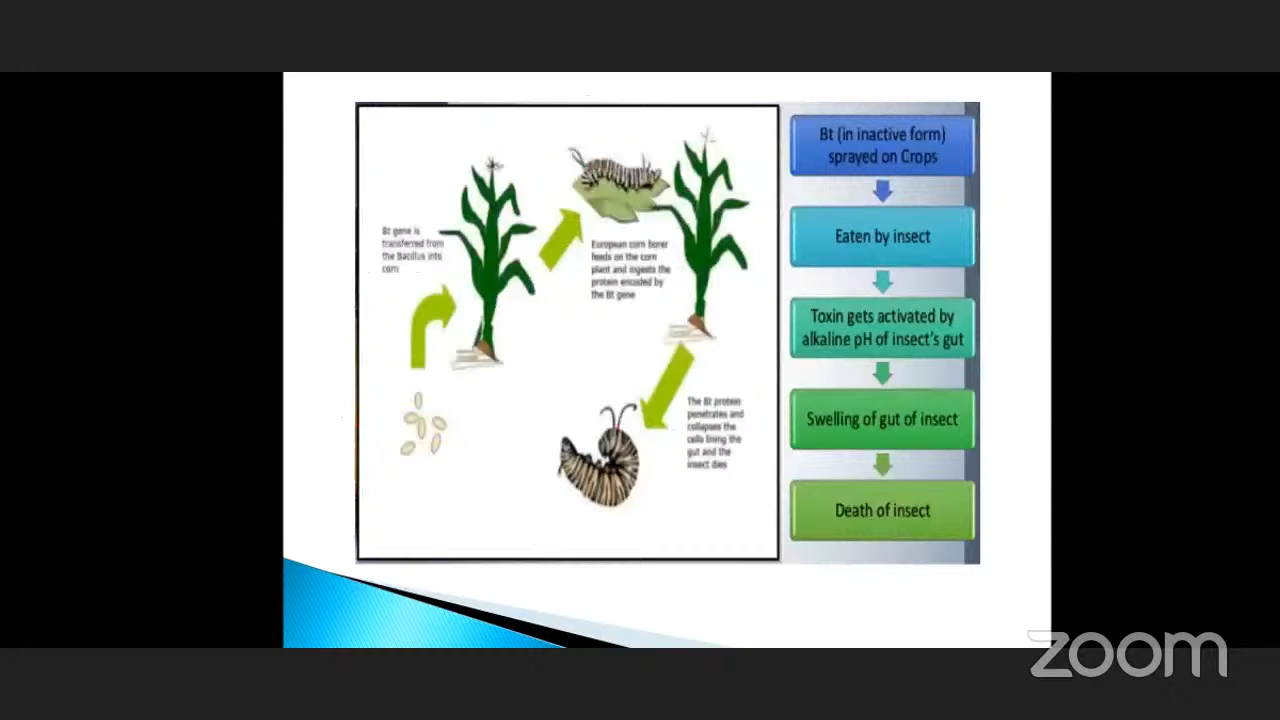 Bt gene is
transferred from
the Bacillus into
corn
European corn borer
feeds on the corn
plant and ingests the
protein encoded by
the Bt gene
The Bt protein
penetrates and
collapses the
cells lining the
gut and the
insect dies
Bt (in inactive form)
sprayed on Crops
Eaten by insect
Toxin gets activated by
alkaline pH of insect's gut
Swelling of gut of insect
Death of insect
zoom